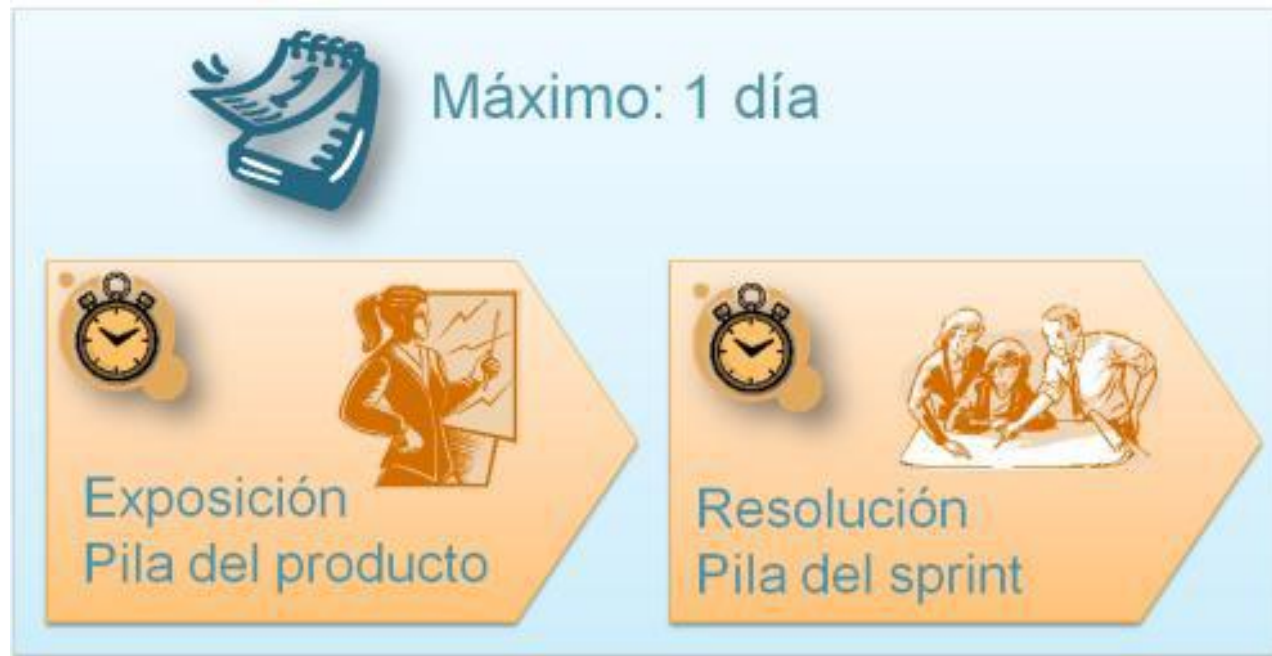 Máximo: 1 día
Exposición
Pila del producto
Resolución
Pila del sprint